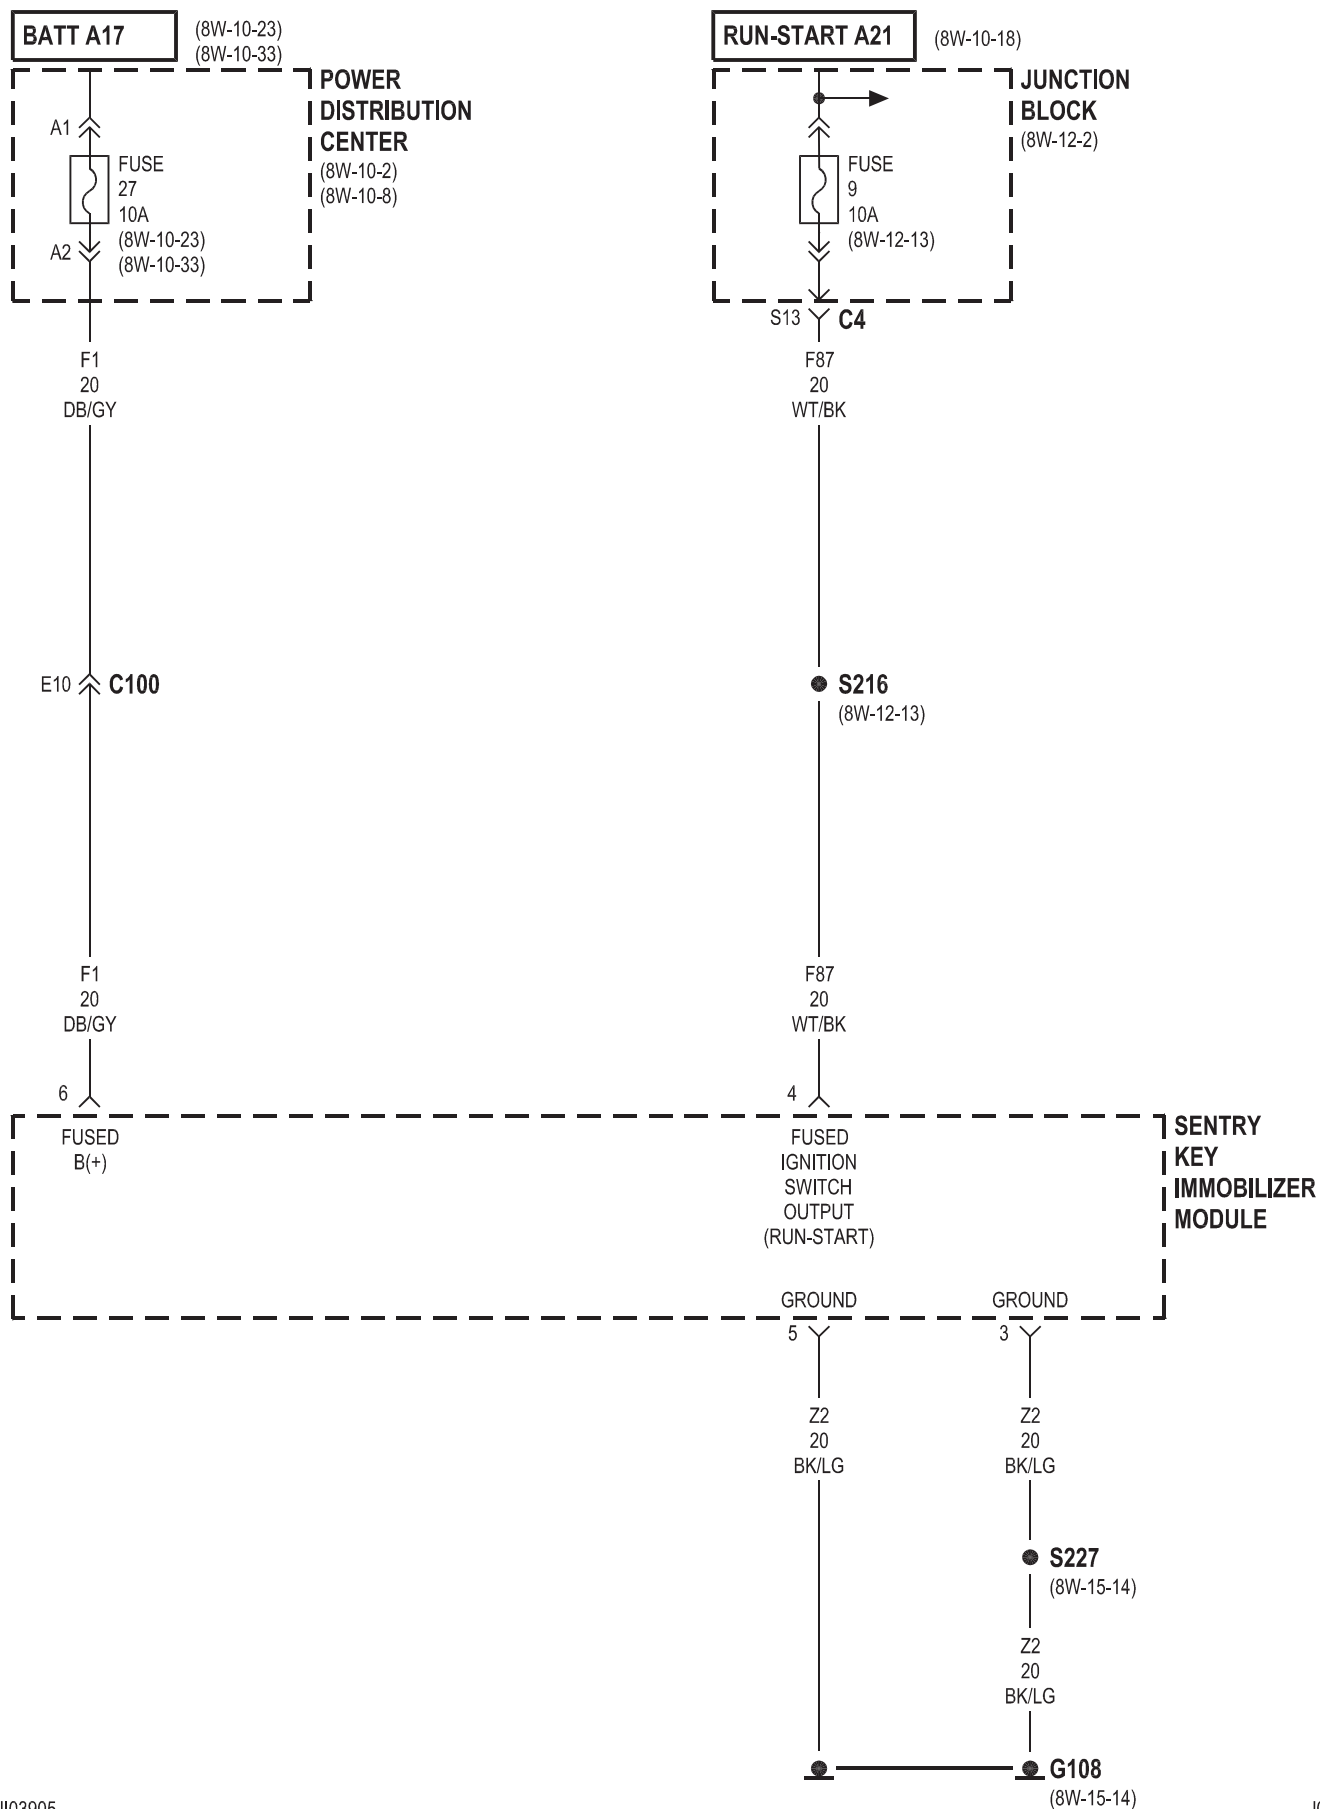 BATT A17
(8W-10-23)
(8W-10-33)
RUN-START A21
(8W-10-18)
POWER
DISTRIBUTION
CENTER
(8W-10-2)
(8W-10-8)
A1
FUSE
27
10A
(8W-10-23)
(8W-10-33)
A2
JUNCTION
BLOCK
(8W-12-2)
FUSE
9
10A
(8W-12-13)
S13
C4
F1
20
DB/GY
F87
20
WT/BK
E10
C100
S216
(8W-12-13)
F1
20
DB/GY
F87
20
WT/BK
6
4
FUSED
B(+)
FUSED
IGNITION
SWITCH
OUTPUT
(RUN-START)
SENTRY
KEY
IMMOBILIZER
MODULE
GROUND
GROUND
5
3
Z2
20
BK/LG
Z2
20
BK/LG
S227
(8W-15-14)
Z2
20
BK/LG
G108
(8W-15-14)